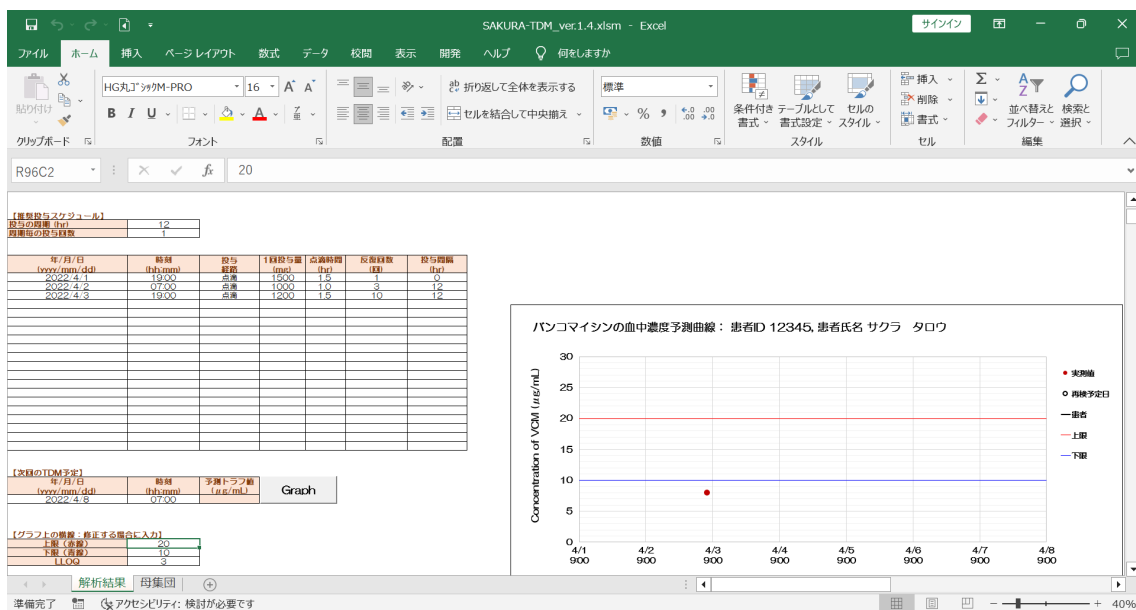 SAKURA-TDM_ver.1.4.xlsm - Excel
サインイン
ファイル ホーム 挿入 ページ レイアウト 数式 データ 校閲 表示 開発 ヘルプ 何をしますか
貼り付け
HG丸ｺﾞｼｯｸM-PRO 16
折り返して全体を表示する
標準
B I U
セルを結合して中央揃え
条件付き書式
テーブルとして書式設定
セルのスタイル
挿入
削除
書式
並べ替えとフィルター
検索と選択
クリップボード フォント 配置 数値 スタイル セル 編集
R96C2 fx 20
【推奨投与スケジュール】
投与の周期 (hr) 12
周期毎の投与回数 1
年/月/日 時刻 投与 1回投与量 点滴時間 反復回数 投与間隔
(yyyy/mm/dd) (hh:mm) 経路 (mg) (hr) (回) (hr)
2022/4/1 19:00 点滴 1500 1.5 1 0
2022/4/2 07:00 点滴 1000 1.0 3 12
2022/4/3 19:00 点滴 1200 1.5 10 12
バンコマイシンの血中濃度予測曲線： 患者ID 12345, 患者氏名 サクラ　タロウ
Concentration of VCM (μg/mL)
30
25
20
15
10
5
0
4/1 4/2 4/3 4/4 4/5 4/6 4/7 4/8
9:00 9:00 9:00 9:00 9:00 9:00 9:00 9:00
実測値
再検予定日
患者
上限
下限
【次回のTDM予定】
年/月/日 時刻 予測トラフ値
(yyyy/mm/dd) (hh:mm) (μg/mL)
2022/4/8 07:00
Graph
【グラフ上の横線：修正する場合に入力】
上限（赤線） 20
下限（青線） 10
LLOQ 3
解析結果 母集団
準備完了 アクセシビリティ: 検討が必要です 40%